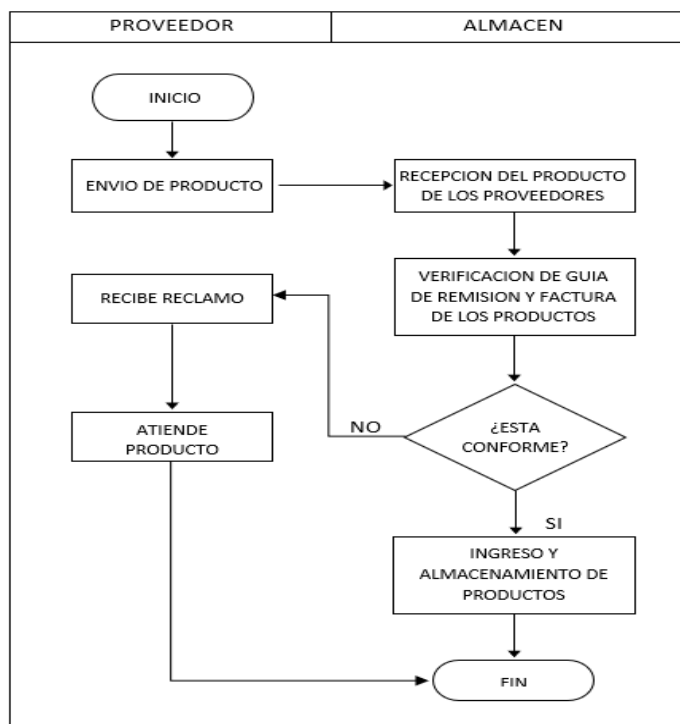 PROVEEDOR
ALMACEN
INICIO
ENVIO DE PRODUCTO
RECEPCION DEL PRODUCTO
DE LOS PROVEEDORES
VERIFICACION DE GUIA
DE REMISION Y FACTURA
DE LOS PRODUCTOS
RECIBE RECLAMO
¿ESTA
CONFORME?
NO
ATIENDE
PRODUCTO
SI
INGRESO Y
ALMACENAMIENTO DE
PRODUCTOS
FIN